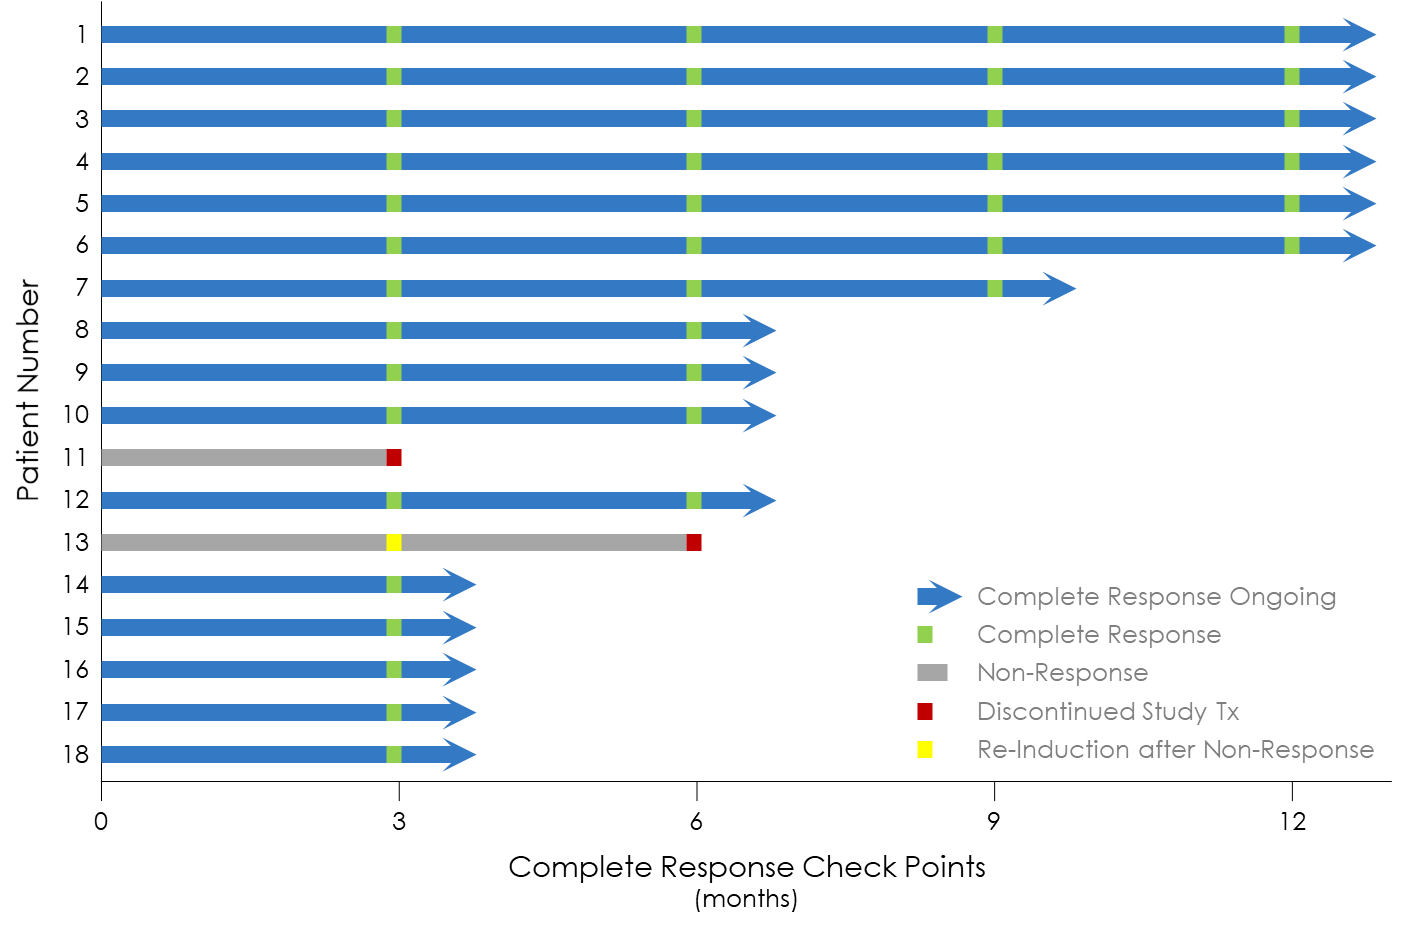 1
2
3
4
5
6
7
8
9
10
11
12
13
14
15
16
17
18
Patient Number
Complete Response Ongoing
Complete Response
Non-Response
Discontinued Study Tx
Re-Induction after Non-Response
0 3 6 9 12
Complete Response Check Points
(months)